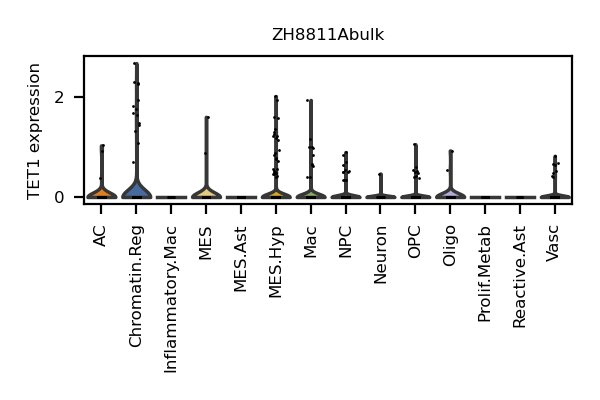 ZH8811Abulk
TET1 expression
2
0
AC
Chromatin.Reg
Inflammatory.Mac
MES
MES.Ast
MES.Hyp
Mac
NPC
Neuron
OPC
Oligo
Prolif.Metab
Reactive.Ast
Vasc